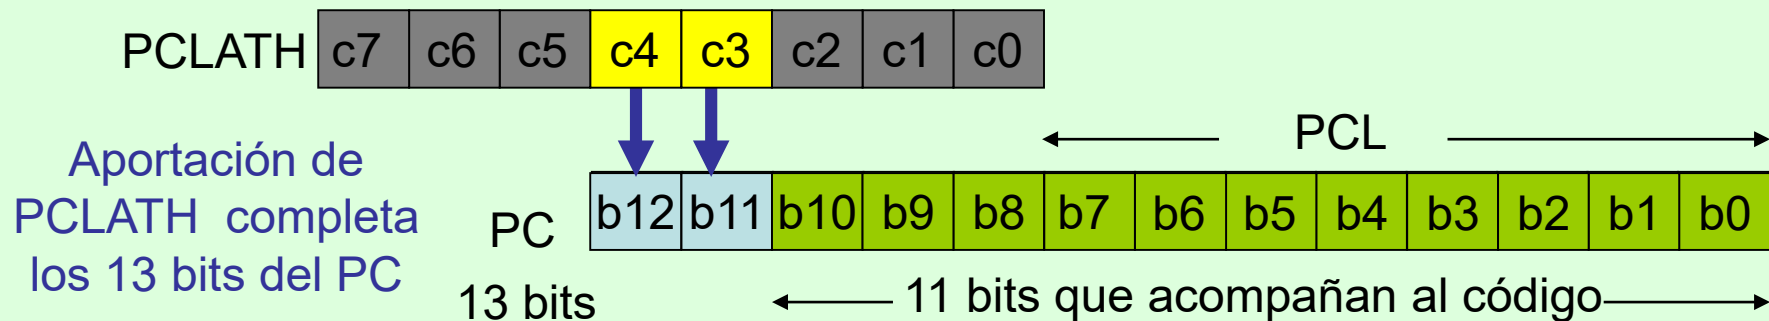 PCLATH c7 c6 c5 c4 c3 c2 c1 c0
PCL
Aportación de
PCLATH completa
los 13 bits del PC
PC b12 b11 b10 b9 b8 b7 b6 b5 b4 b3 b2 b1 b0
13 bits
11 bits que acompañan al código